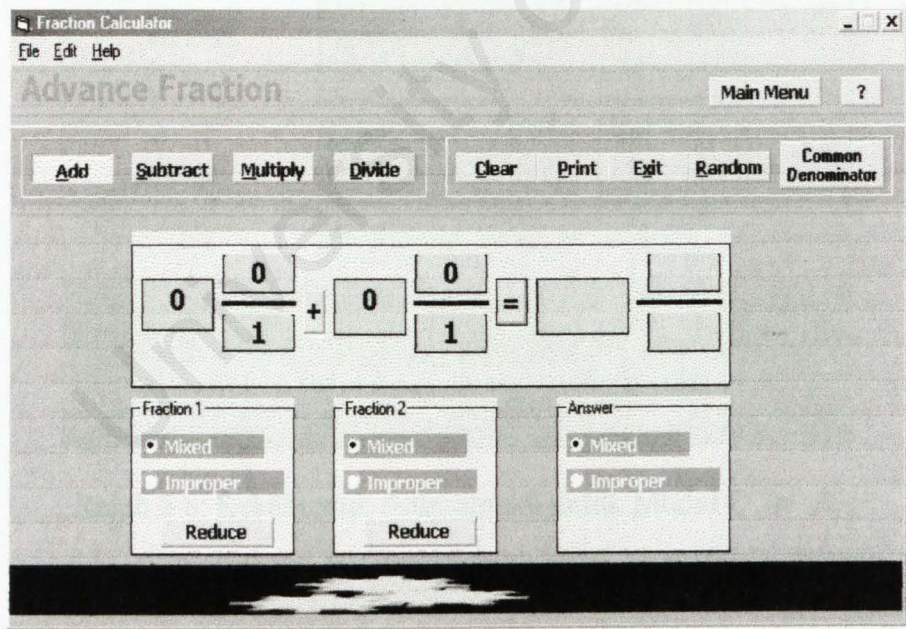 Fraction Calculator
File Edit Help
Advance Fraction
Main Menu ?
Add Subtract Multiply Divide Clear Print Exit Random Common Denominator
0 0/1 + 0 0/1 =
Fraction 1 Fraction 2 Answer
Mixed Mixed Mixed
Improper Improper Improper
Reduce Reduce
University of